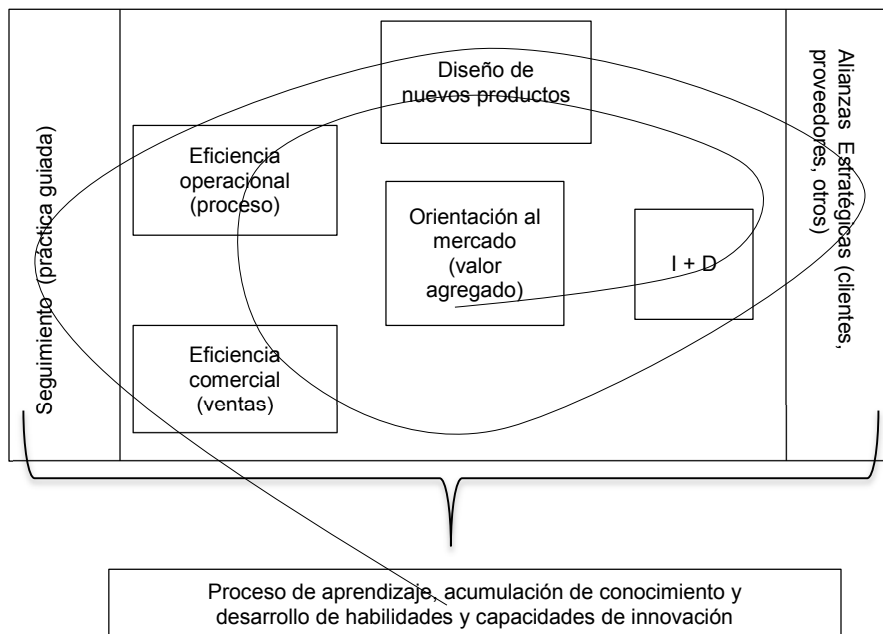 Seguimiento (práctica guiada)
Diseño de
nuevos productos
Eficiencia
operacional
(proceso)
Orientación al
mercado
(valor
agregado)
I + D
Eficiencia
comercial
(ventas)
Alianzas Estratégicas (clientes,
proveedores, otros)
Proceso de aprendizaje, acumulación de conocimiento y
desarrollo de habilidades y capacidades de innovación